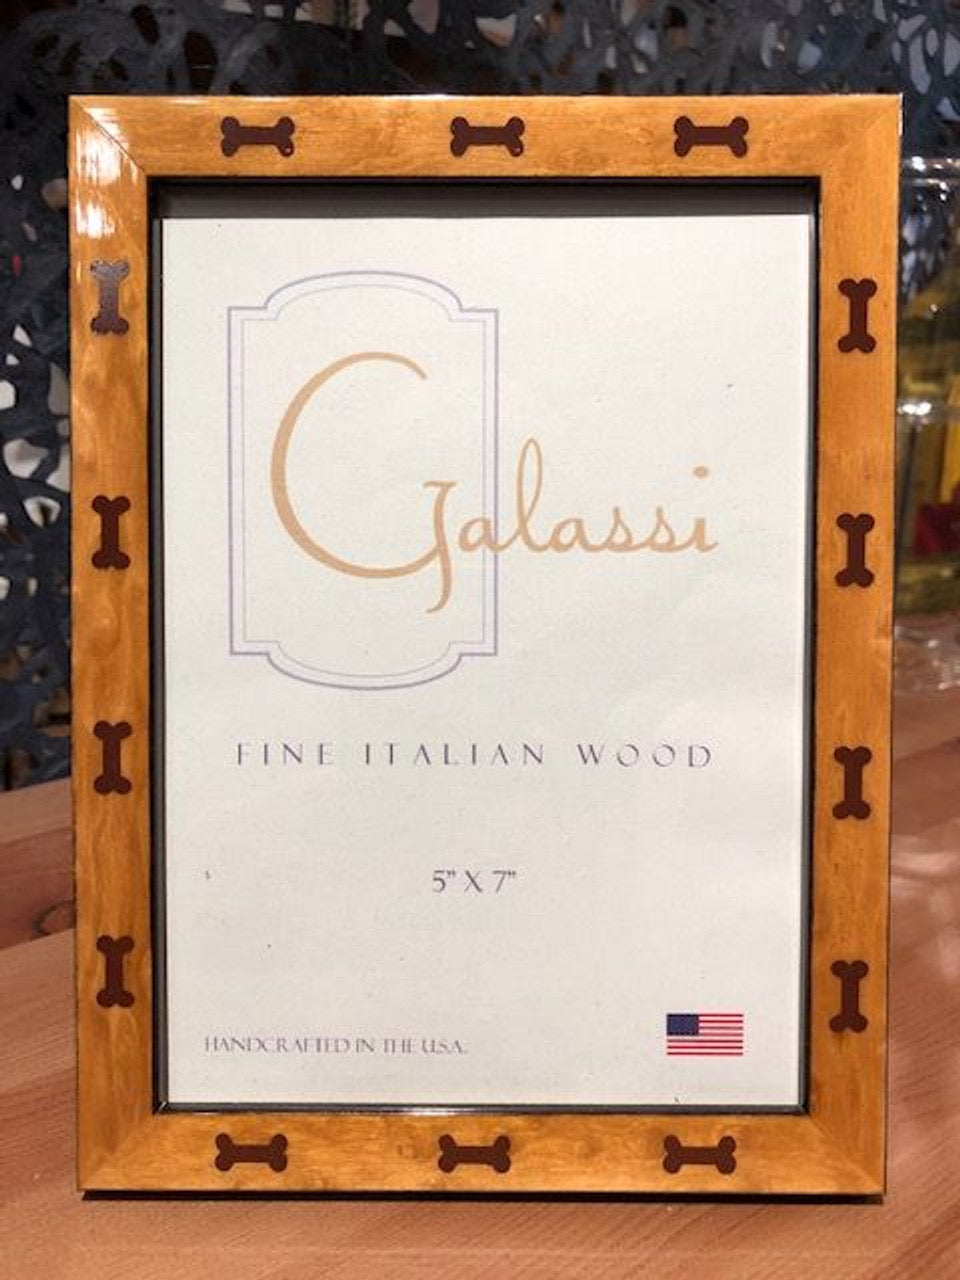 Galassi
FINE ITALIAN WOOD
5" X 7"
HANDCRAFTED IN THE U.S.A.